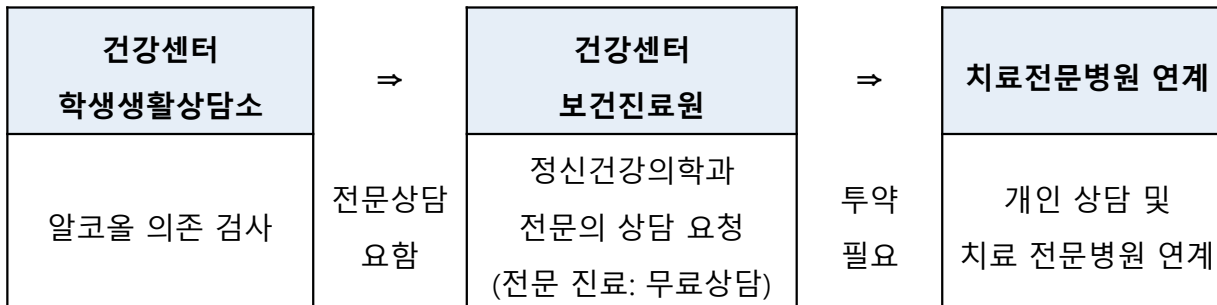 건강센터
학생생활상담소
⇒
건강센터
보건진료원
⇒
치료전문병원 연계
알코올 의존 검사
전문상담
요함
정신건강의학과
전문의 상담 요청
(전문 진료: 무료상담)
투약
필요
개인 상담 및
치료 전문병원 연계